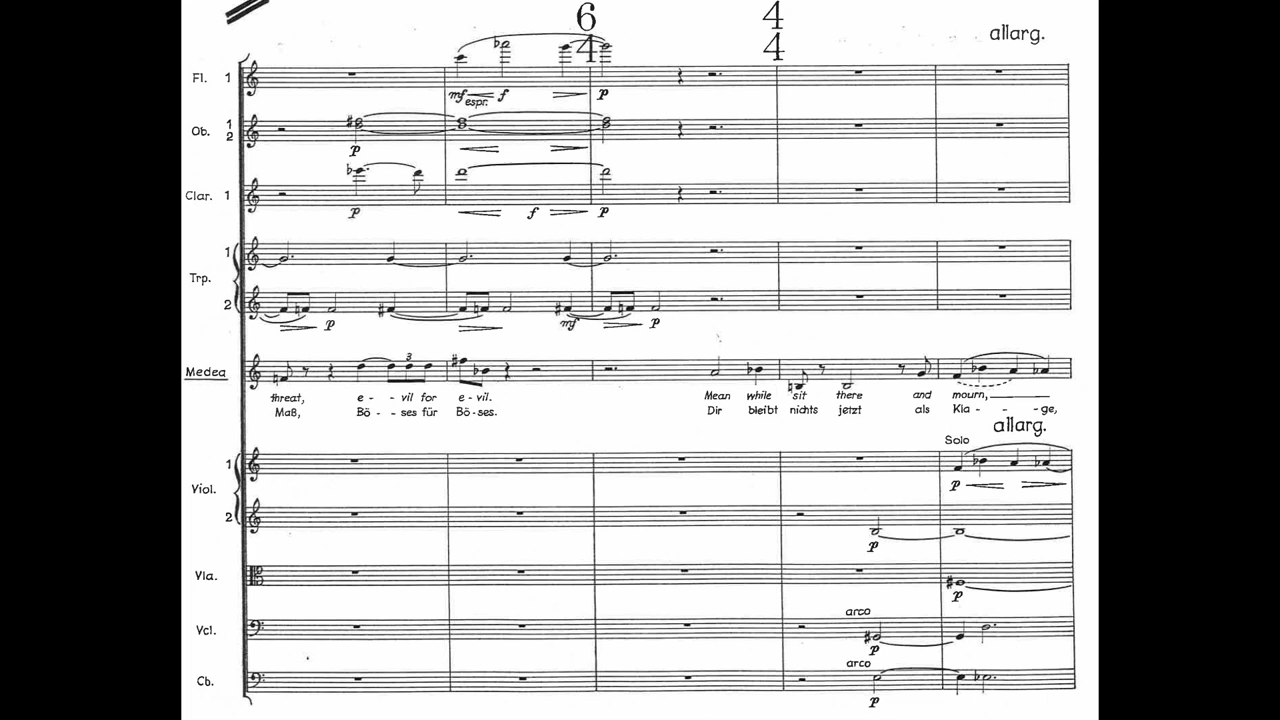 6 4
4 4
allarg.
Fl. 1
mf f p
espr.
Ob. 1 2
p
Clar. 1
p f p
Trp. 1
2
p mf p
Medea
3
threat, e - - vil for e - vil. Mean while sit there and mourn,
Maß, Bö - - ses für Bö - ses. Dir bleibt nichts jetzt als Kla - - ge,
allarg.
Solo
Viol. 1
p
2
p
Vla.
p
arco
Vcl.
p
arco
Cb.
p